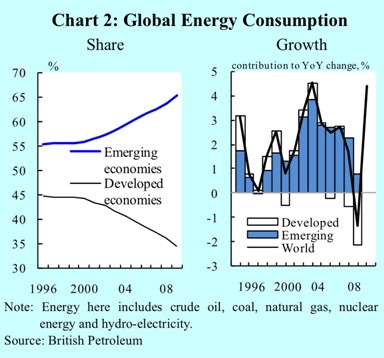 Chart 2: Global Energy Consumption
Share
%
70
65
60
55
50
45
40
35
30
Emerging
economies
Developed
economies
1996 2000 04 08
Growth
contribution to YoY change, %
5
4
3
2
1
0
-1
-2
-3
Developed
Emerging
World
1996 2000 04 08
Note: Energy here includes crude oil, coal, natural gas, nuclear
energy and hydro-electricity.
Source: British Petroleum